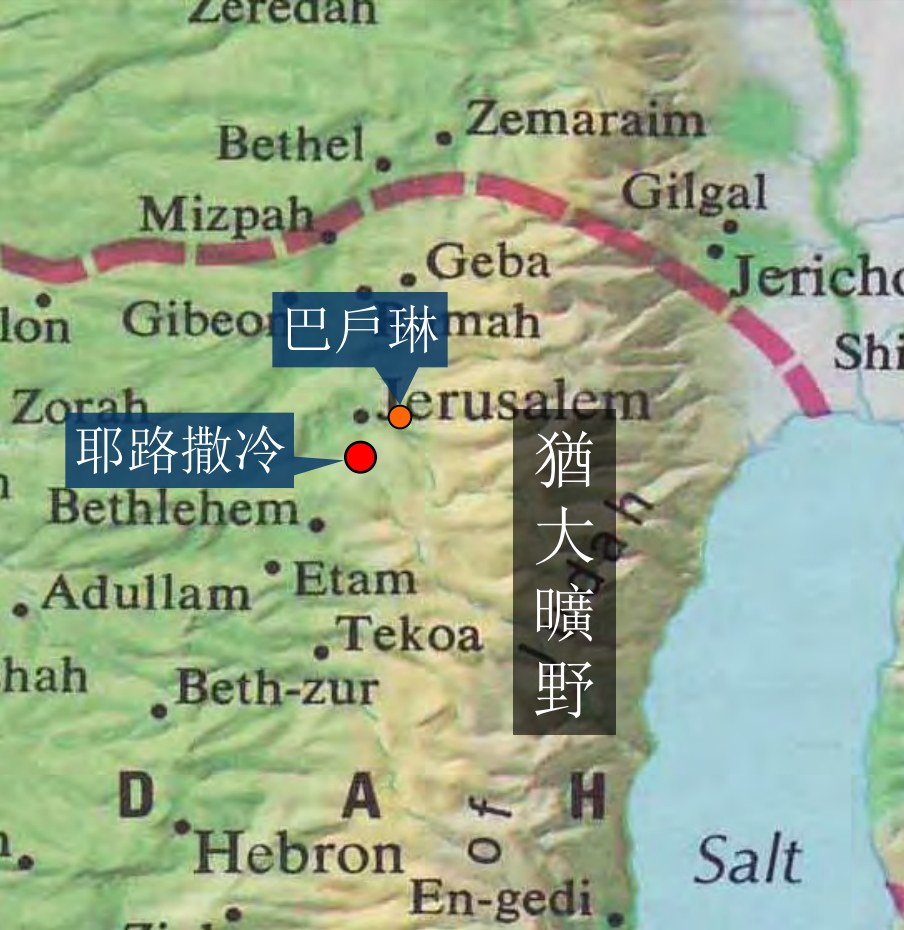 Zeredah
Zemaraim
Bethel
Gilgal
Mizpah
Geba
Jericho
lon
Gibeon
巴戶琳
mah
Shi
Zorah
Jerusalem
耶路撒冷
猶
大
曠
野
Bethlehem
Etam
Adullam
Tekoa
hah
Beth-zur
D A H
of
Hebron
Salt
En-gedi